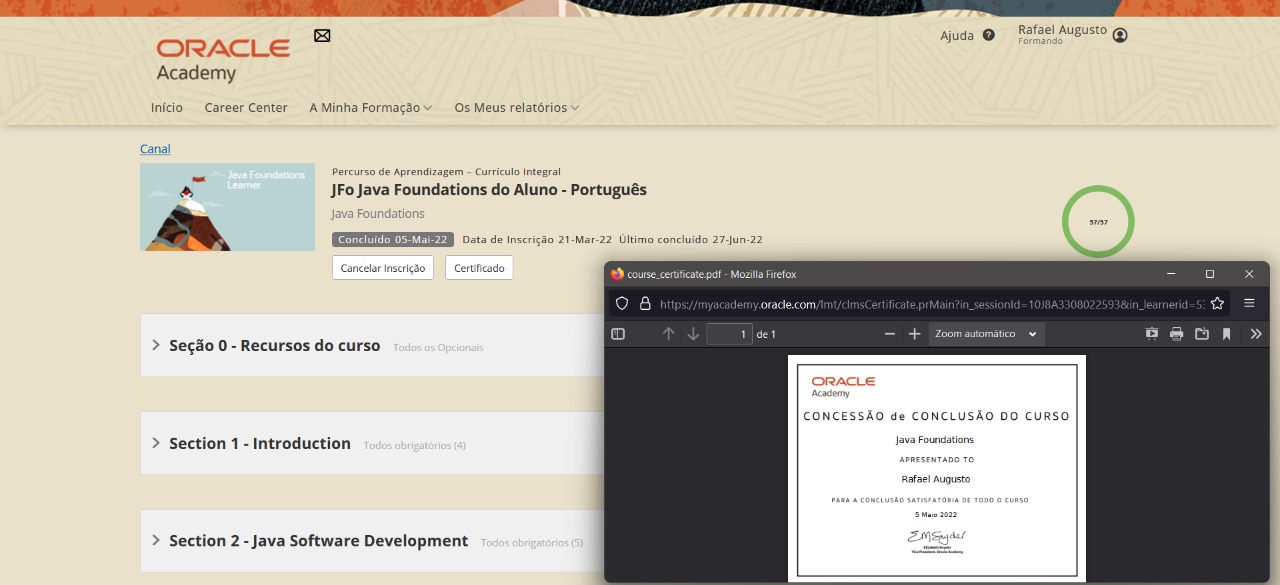 ORACLE
Academy
Ajuda
Rafael Augusto
Formando
Início
Career Center
A Minha Formação
Os Meus relatórios
Canal
Java Foundations
Learner
Percurso de Aprendizagem – Currículo Integral
JFo Java Foundations do Aluno - Português
Java Foundations
Concluído 05-Mai-22 Data de Inscrição 21-Mar-22 Último concluído 27-Jun-22
Cancelar Inscrição
Certificado
57/57
Seção 0 - Recursos do curso Todos os Opcionais
Section 1 - Introduction Todos obrigatórios (4)
Section 2 - Java Software Development Todos obrigatórios (5)
course_certificate.pdf - Mozilla Firefox
https://myacademy.oracle.com/lmt/clmsCertificate.prMain?in_sessionId=10J8A3308022593&in_learnerid=53
1 de 1
Zoom automático
ORACLE
Academy
CONCESSÃO de CONCLUSÃO DO CURSO
Java Foundations
APRESENTADO TO
Rafael Augusto
PARA A CONCLUSÃO SATISFATÓRIA DE TODO O CURSO
5 Maio 2022
EMSnyder
Elizabeth Snyder
Vice President, Oracle Academy